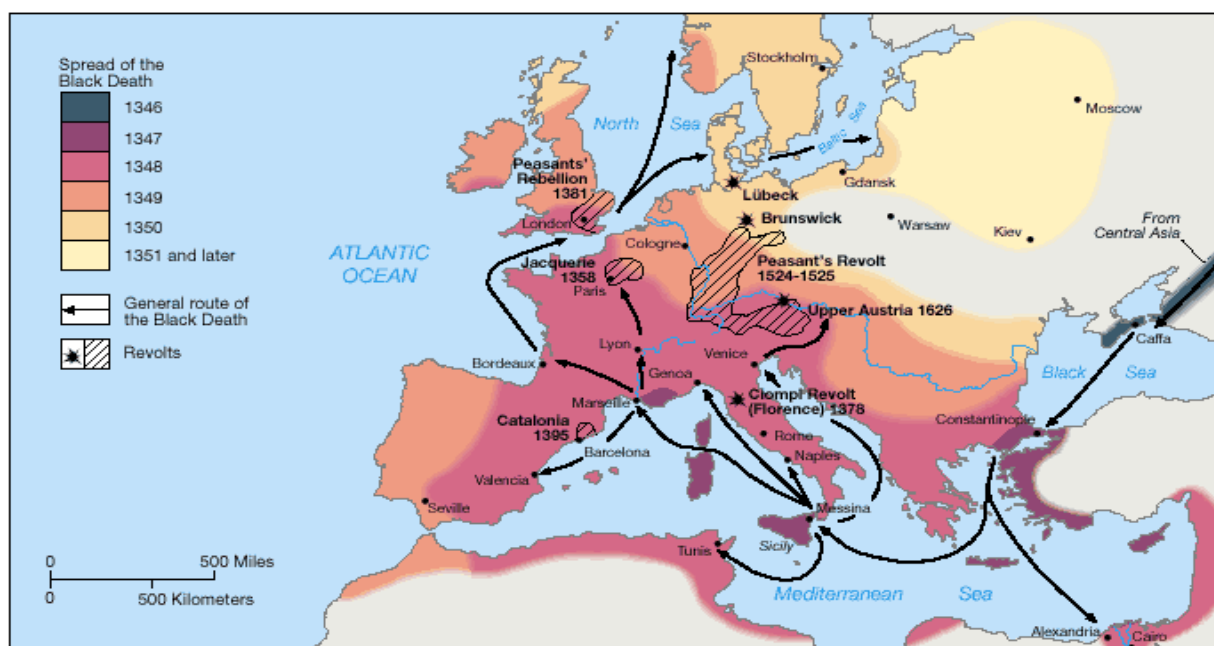 Spread of the
Black Death
1346
1347
1348
1349
1350
1351 and later
General route of
the Black Death
Revolts
0
500 Miles
0
500 Kilometers
ATLANTIC
OCEAN
North Sea
Baltic Sea
Stockholm
Moscow
Peasants'
Rebellion
1381
London
Lübeck
Gdansk
Brunswick
Warsaw
Kiev
From
Central Asia
Cologne
Peasant's Revolt
1524-1525
Jacquerie
1358
Paris
Upper Austria 1626
Caffa
Black Sea
Lyon
Venice
Bordeaux
Genoa
Marseille
Ciompi Revolt
(Florence) 1378
Constantinople
Catalonia
1395
Rome
Barcelona
Naples
Valencia
Seville
Messina
Sicily
Tunis
Mediterranean Sea
Alexandria
Cairo